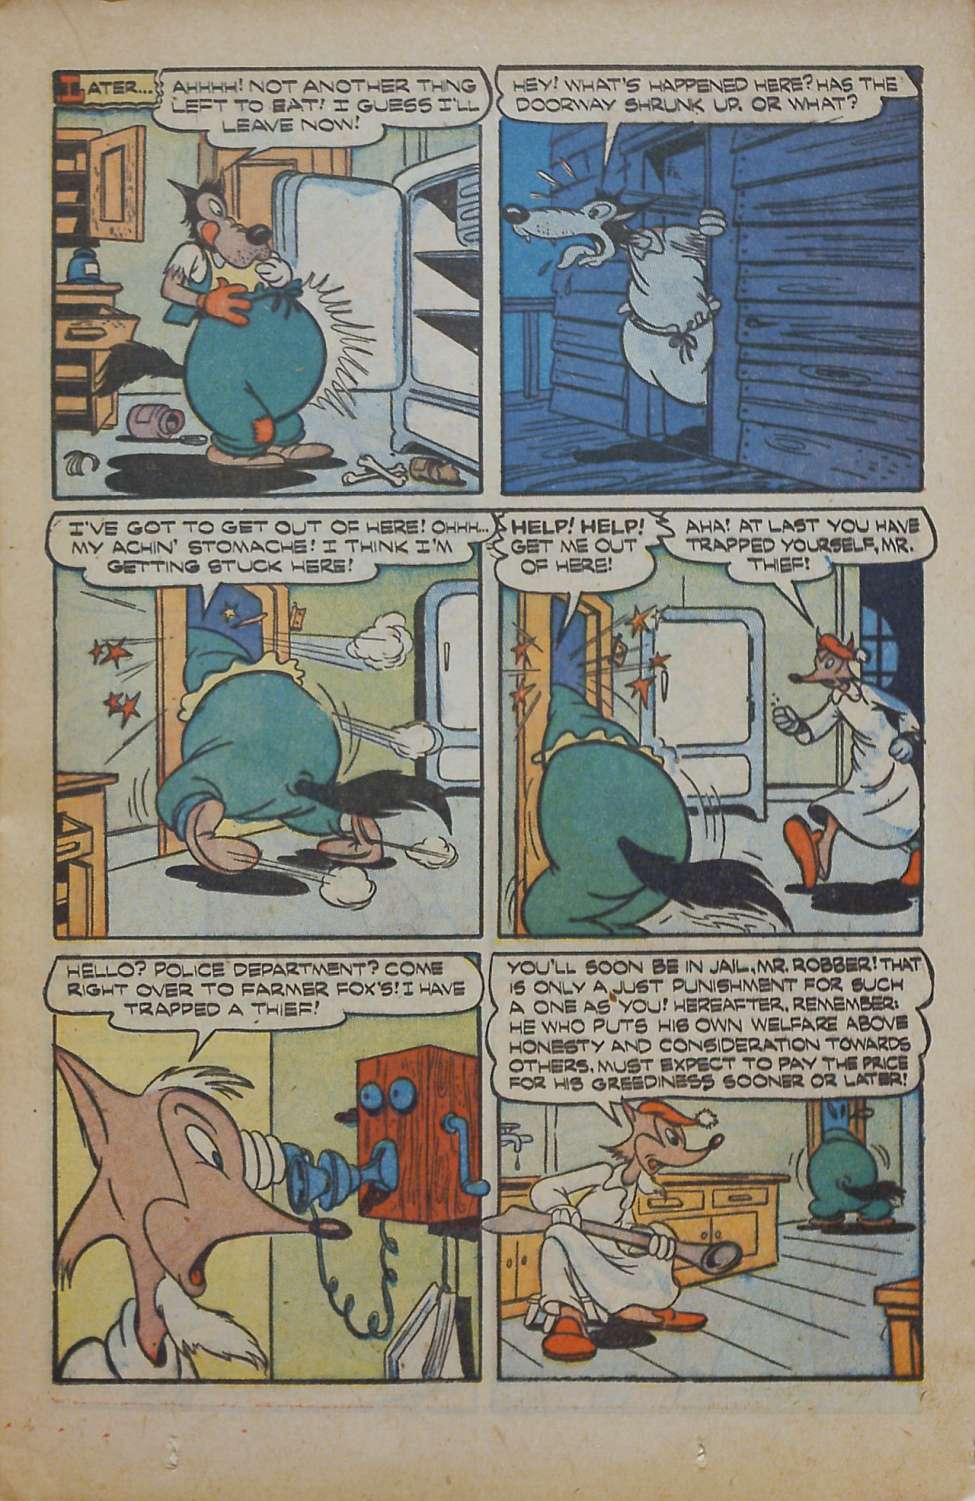 LATER...
AHHHH! NOT ANOTHER THNG
LEFT TO EAT! I GUESS I'LL
LEAVE NOW!
HEY! WHAT'S HAPPENED HERE? HAS THE
DOORWAY SHRUNK UP, OR WHAT?
I'VE GOT TO GET OUT OF HERE! OHHH...
MY ACHIN' STOMACHE! I THINK I'M
GETTING STUCK HERE!
HELP! HELP!
GET ME OUT
OF HERE!
AHA! AT LAST YOU HAVE
TRAPPED YOURSELF, MR.
THIEF!
HELLO? POLICE DEPARTMENT? COME
RIGHT OVER TO FARMER FOX'S! I HAVE
TRAPPED A THIEF!
YOU'LL SOON BE IN JAIL, MR. ROBBER! THAT
IS ONLY A JUST PUNISHMENT FOR SUCH
A ONE AS YOU! HEREAFTER, REMEMBER:
HE WHO PUTS HIS OWN WELFARE ABOVE
HONESTY AND CONSIDERATION TOWARDS
OTHERS, MUST EXPECT TO PAY THE PRICE
FOR HIS GREEDINESS SOONER OR LATER!